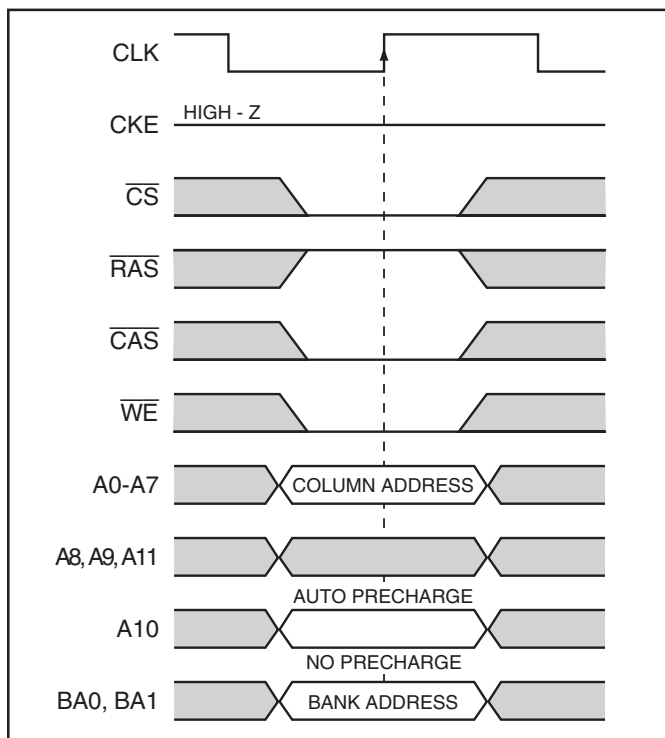 CLK
HIGH - Z
CKE
CS
RAS
CAS
WE
A0-A7 COLUMN ADDRESS
A8, A9, A11
AUTO PRECHARGE
A10
NO PRECHARGE
BA0, BA1 BANK ADDRESS